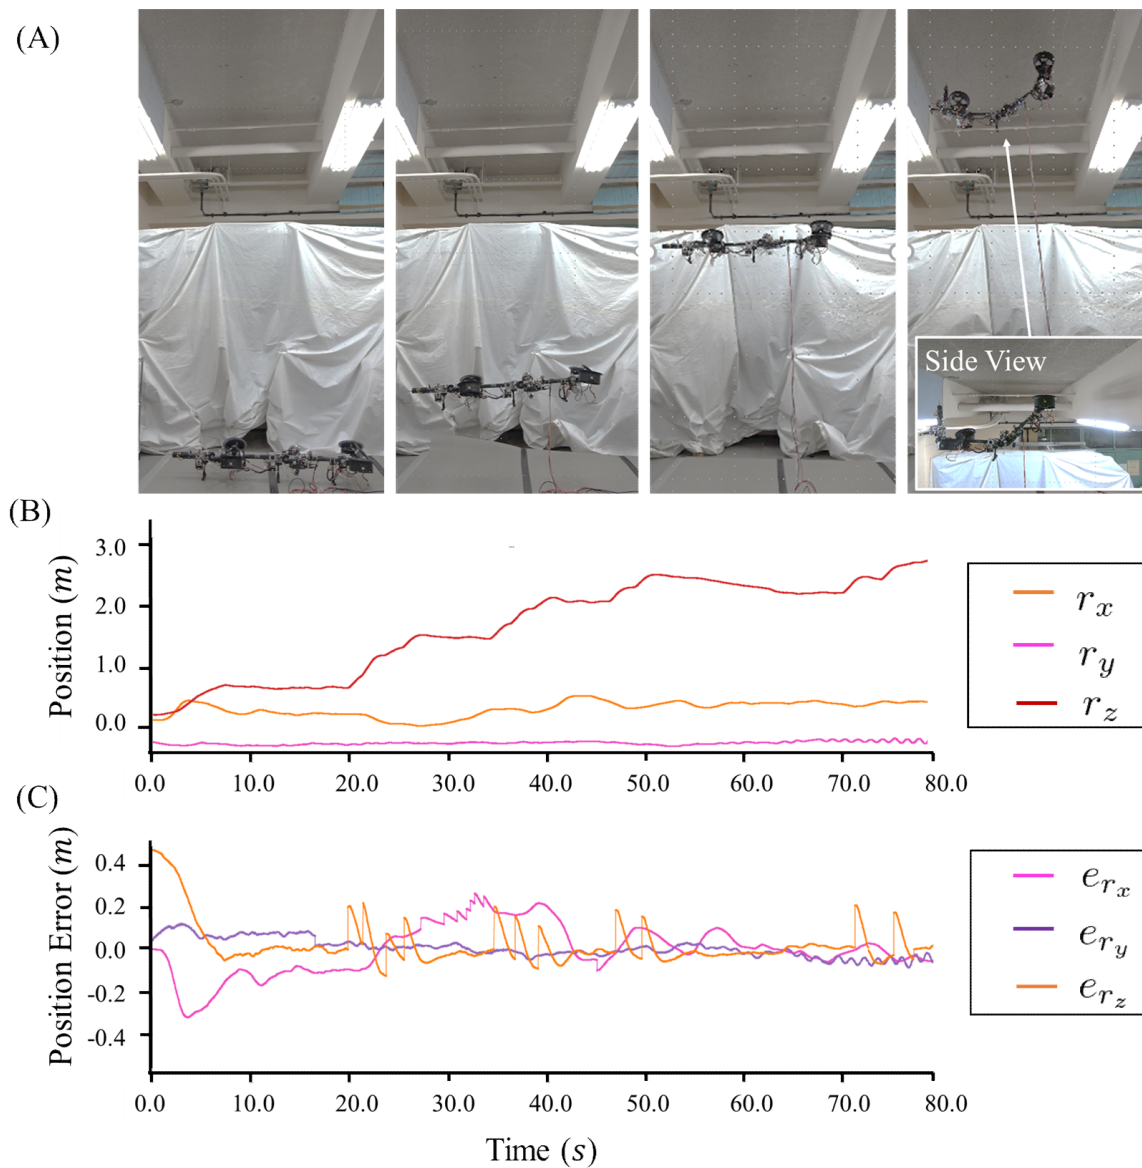 (A)
Side View
(B)
Position (m)
3.0
2.0
1.0
0.0
0.0 10.0 20.0 30.0 40.0 50.0 60.0 70.0 80.0
r_x
r_y
r_z
(C)
Position Error (m)
0.4
0.2
0.0
-0.2
-0.4
0.0 10.0 20.0 30.0 40.0 50.0 60.0 70.0 80.0
e_{r_x}
e_{r_y}
e_{r_z}
Time (s)